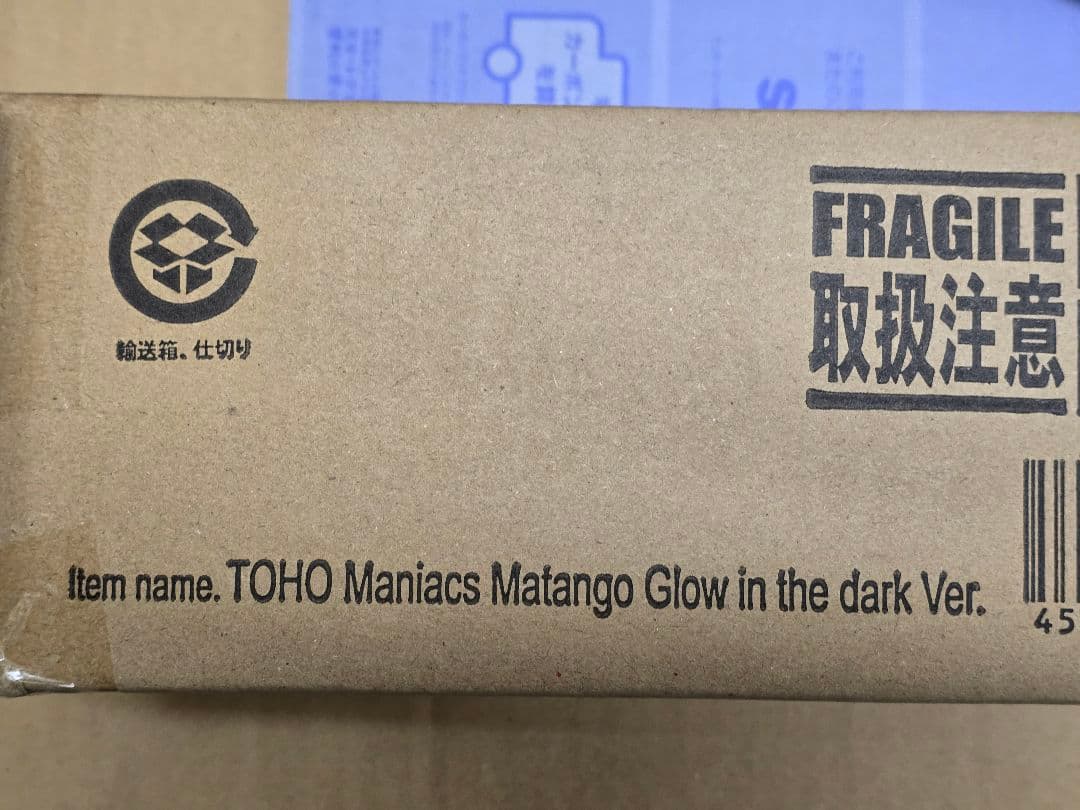 輸送箱、仕切り
FRAGILE
取扱注意
Item name. TOHO Maniacs Matango Glow in the dark Ver.
45